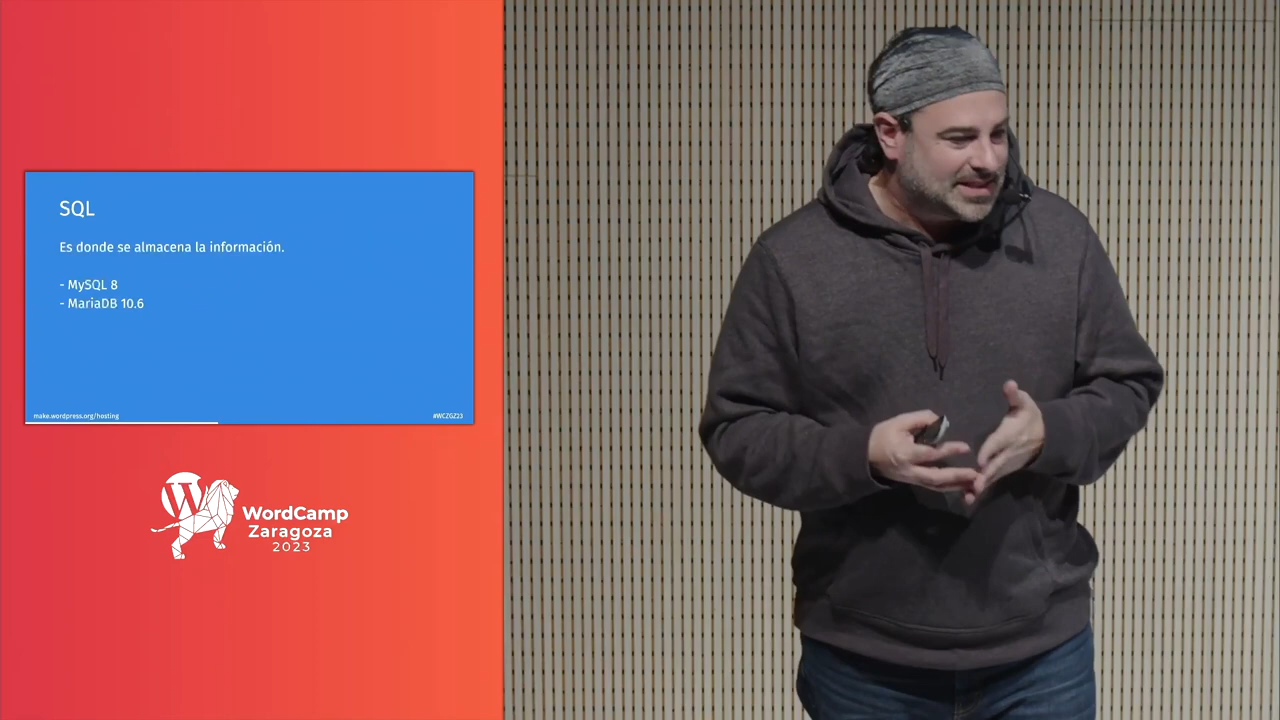 SQL
Es donde se almacena la información.
- MySQL 8
- MariaDB 10.6
make.wordpress.org/hosting
#WCZGZ23
WordCamp
Zaragoza
2023